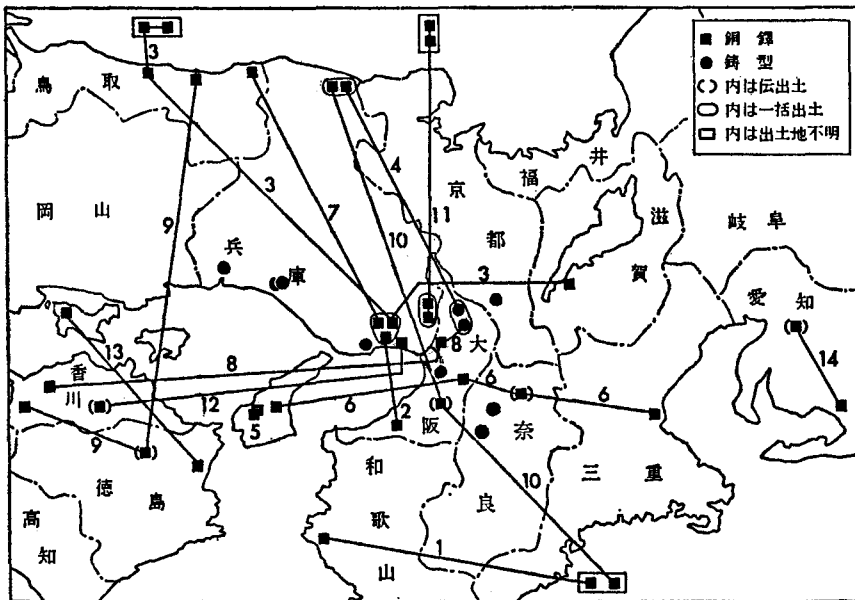 銅鐸
鋳型
内は伝出土
内は一括出土
内は出土地不明
鳥取
岡山
兵庫
京都
福井
滋賀
岐阜
愛知
大阪
奈良
三重
和歌山
香川
徳島
高知
3
3
9
7
4
10
11
3
13
8
12
9
5
6
2
8
6
6
10
1
14